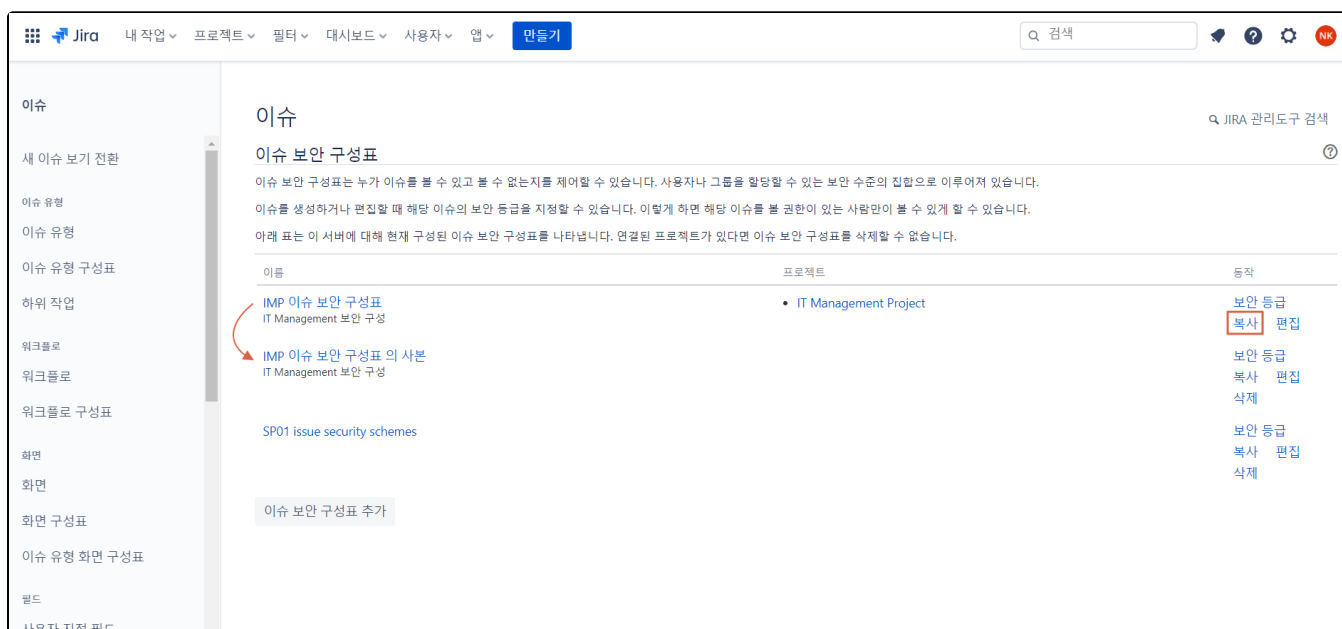 Jira 내 작업 프로젝트 필터 대시보드 사용자 앱 만들기 검색 NK
이슈
새 이슈 보기 전환
이슈 유형
이슈 유형
이슈 유형 구성표
하위 작업
워크플로
워크플로
워크플로 구성표
화면
화면
화면 구성표
이슈 유형 화면 구성표
필드
사용자 지정 필드
이슈
JIRA 관리도구 검색
이슈 보안 구성표
이슈 보안 구성표는 누가 이슈를 볼 수 있고 볼 수 없는지를 제어할 수 있습니다. 사용자나 그룹을 할당할 수 있는 보안 수준의 집합으로 이루어져 있습니다.
이슈를 생성하거나 편집할 때 해당 이슈의 보안 등급을 지정할 수 있습니다. 이렇게 하면 해당 이슈를 볼 권한이 있는 사람만이 볼 수 있게 할 수 있습니다.
아래 표는 이 서버에 대해 현재 구성된 이슈 보안 구성표를 나타냅니다. 연결된 프로젝트가 있다면 이슈 보안 구성표를 삭제할 수 없습니다.
이름 프로젝트 동작
IMP 이슈 보안 구성표 • IT Management Project 보안 등급
IT Management 보안 구성
복사 편집
IMP 이슈 보안 구성표 의 사본 보안 등급
IT Management 보안 구성
복사 편집
삭제
SP01 issue security schemes 보안 등급
복사 편집
삭제
이슈 보안 구성표 추가